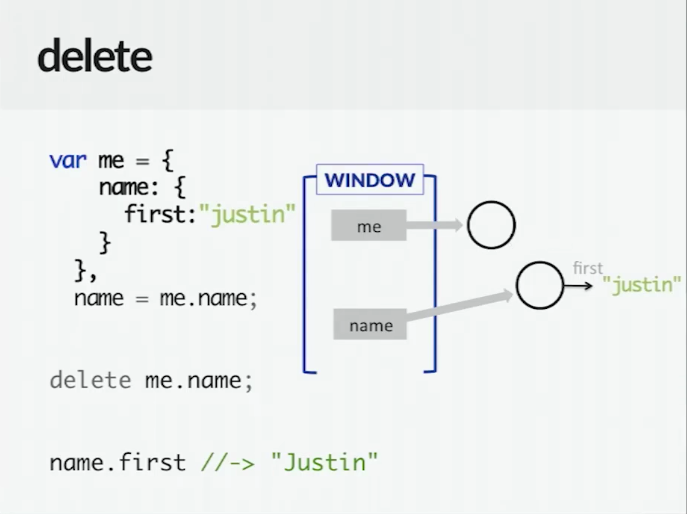 delete
var me = {
name: {
first:"justin"
}
},
name = me.name;
delete me.name;
name.first //-> "Justin"
WINDOW
me
name
first
"justin"